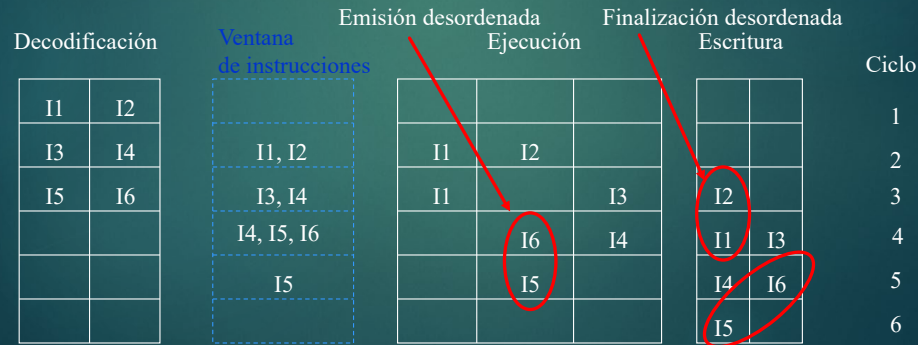 Emisión desordenada Finalización desordenada
Decodificación Ventana de instrucciones Ejecución Escritura Ciclo
I1 I2 1
I3 I4 I1, I2 I1 I2 2
I5 I6 I3, I4 I1 I3 I2 3
I4, I5, I6 I6 I4 I1 I3 4
I5 I5 I4 I6 5
I5 6